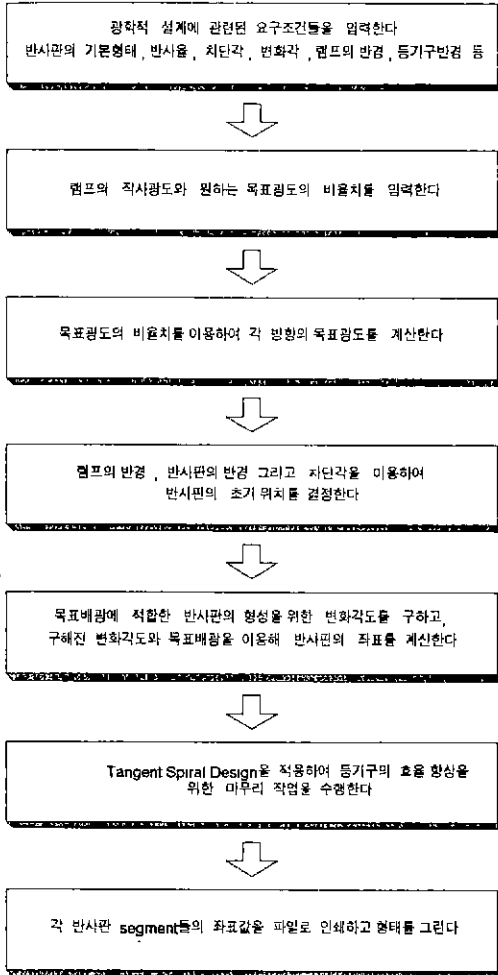 광학적 설계에 관련된 요구조건들을 입력한다
반사판의 기본형태, 반사율, 차단각, 변화각, 램프의 반경, 등기구반경 등
램프의 직사광도와 원하는 목표광도의 비율치를 입력한다
목표광도의 비율치를 이용하여 각 방향의 목표광도를 계산한다
램프의 반경, 반사판의 반경 그리고 차단각을 이용하여
반사판의 초기 위치를 결정한다
목표배광에 적합한 반사판의 형성을 위한 변화각도를 구하고,
구해진 변화각도와 목표배광을 이용해 반사판의 좌표를 계산한다
Tangent Spiral Design을 적용하여 등기구의 효율 향상을
위한 마무리 작업을 수행한다
각 반사판 segment들의 좌표값을 파일로 인쇄하고 형태를 그린다